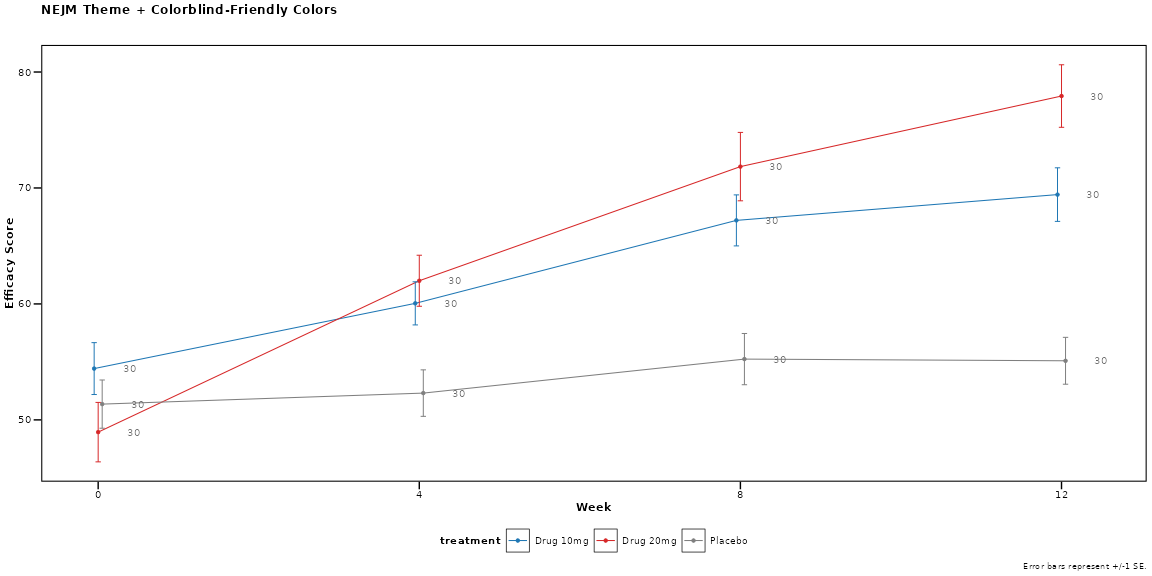 NEJM Theme + Colorblind-Friendly Colors
Efficacy Score
80
70
60
50
30
30
30
30
30
30
30
30
30
30
30
30
0 4 8 12
Week
treatment Drug 10mg Drug 20mg Placebo
Error bars represent +/-1 SE.